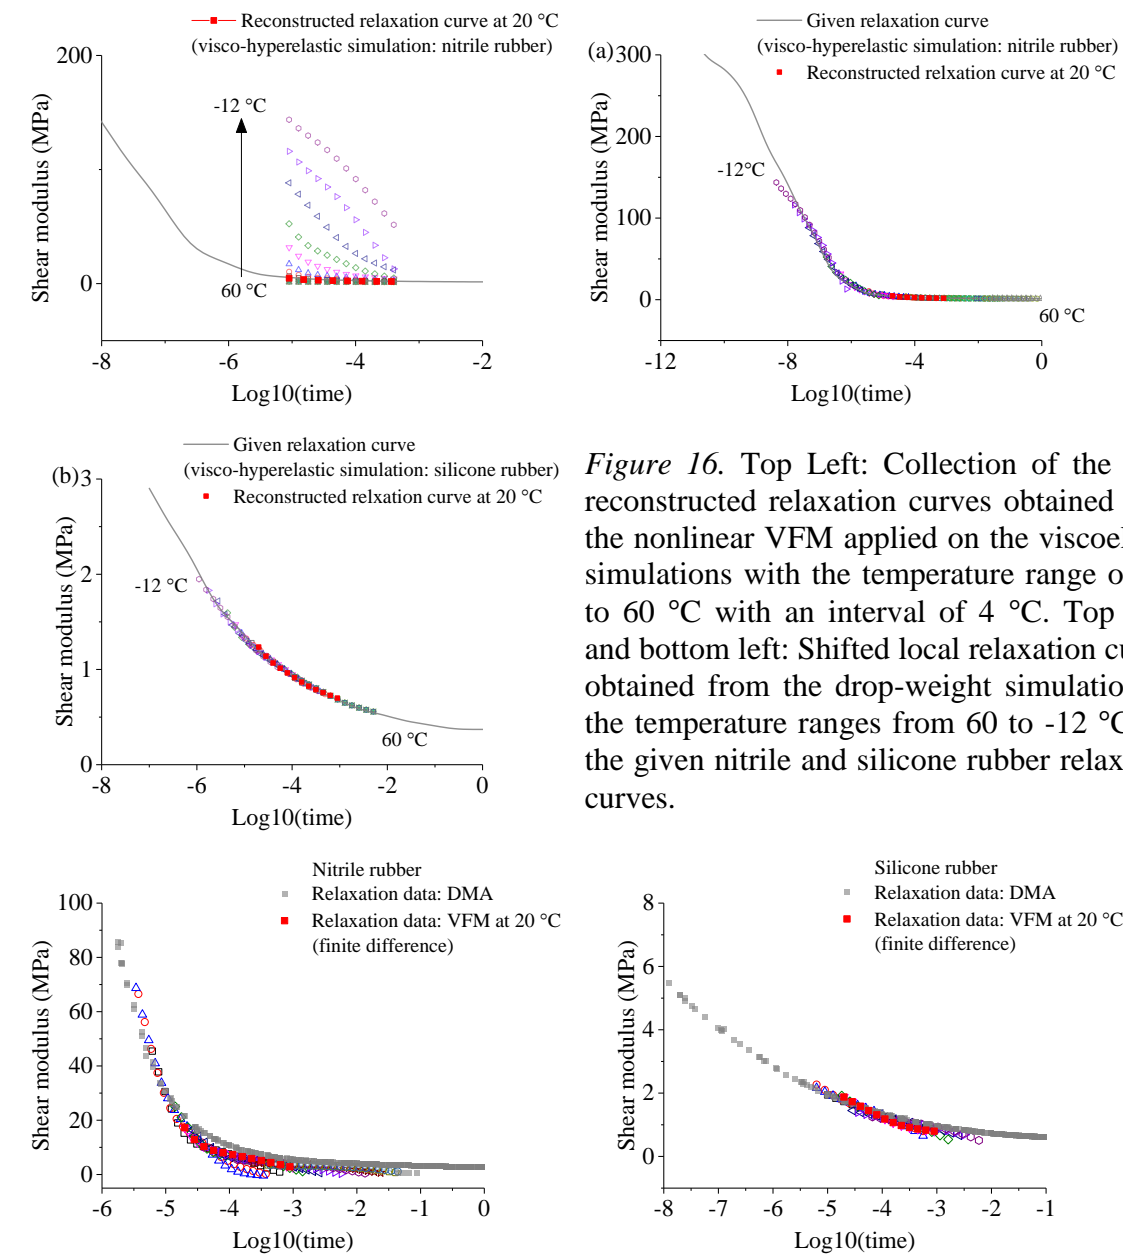 Reconstructed relaxation curve at 20 °C
(visco-hyperelastic simulation: nitrile rubber)
200
0
-12 °C
60 °C
Shear modulus (MPa)
-8 -6 -4 -2
Log10(time)
(a)
Given relaxation curve
(visco-hyperelastic simulation: nitrile rubber)
Reconstructed relxation curve at 20 °C
300
200
100
0
-12°C
60 °C
Shear modulus (MPa)
-12 -8 -4 0
Log10(time)
(b)
Given relaxation curve
(visco-hyperelastic simulation: silicone rubber)
Reconstructed relxation curve at 20 °C
3
2
1
0
-12 °C
60 °C
Shear modulus (MPa)
-8 -6 -4 -2 0
Log10(time)
Figure 16. Top Left: Collection of the
reconstructed relaxation curves obtained
the nonlinear VFM applied on the viscoel
simulations with the temperature range o
to 60 °C with an interval of 4 °C. Top
and bottom left: Shifted local relaxation cu
obtained from the drop-weight simulation
the temperature ranges from 60 to -12 °C
the given nitrile and silicone rubber relax
curves.
Nitrile rubber
Relaxation data: DMA
Relaxation data: VFM at 20 °C
(finite difference)
100
80
60
40
20
0
Shear modulus (MPa)
-6 -5 -4 -3 -2 -1 0
Log10(time)
Silicone rubber
Relaxation data: DMA
Relaxation data: VFM at 20 °C
(finite difference)
8
6
4
2
0
Shear modulus (MPa)
-8 -7 -6 -5 -4 -3 -2 -1
Log10(time)